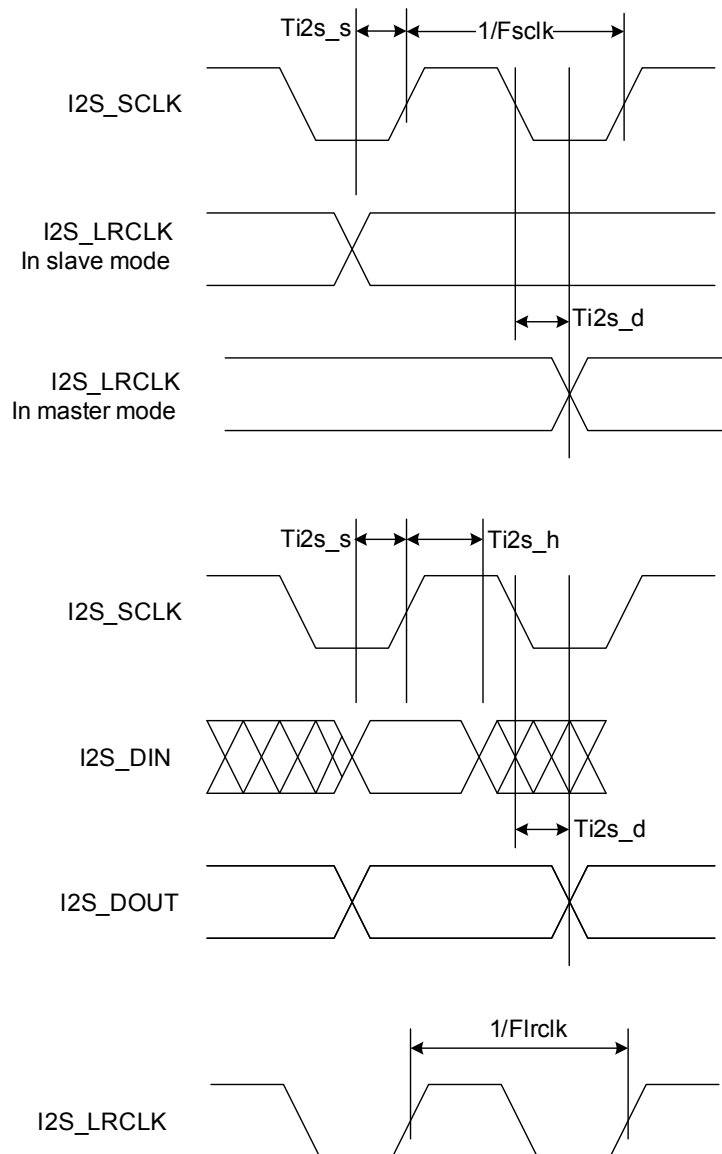 Ti2s_s
1/Fsclk
I2S_SCLK
I2S_LRCLK
In slave mode
Ti2s_d
I2S_LRCLK
In master mode
Ti2s_s
Ti2s_h
I2S_SCLK
I2S_DIN
Ti2s_d
I2S_DOUT
1/Flrclk
I2S_LRCLK